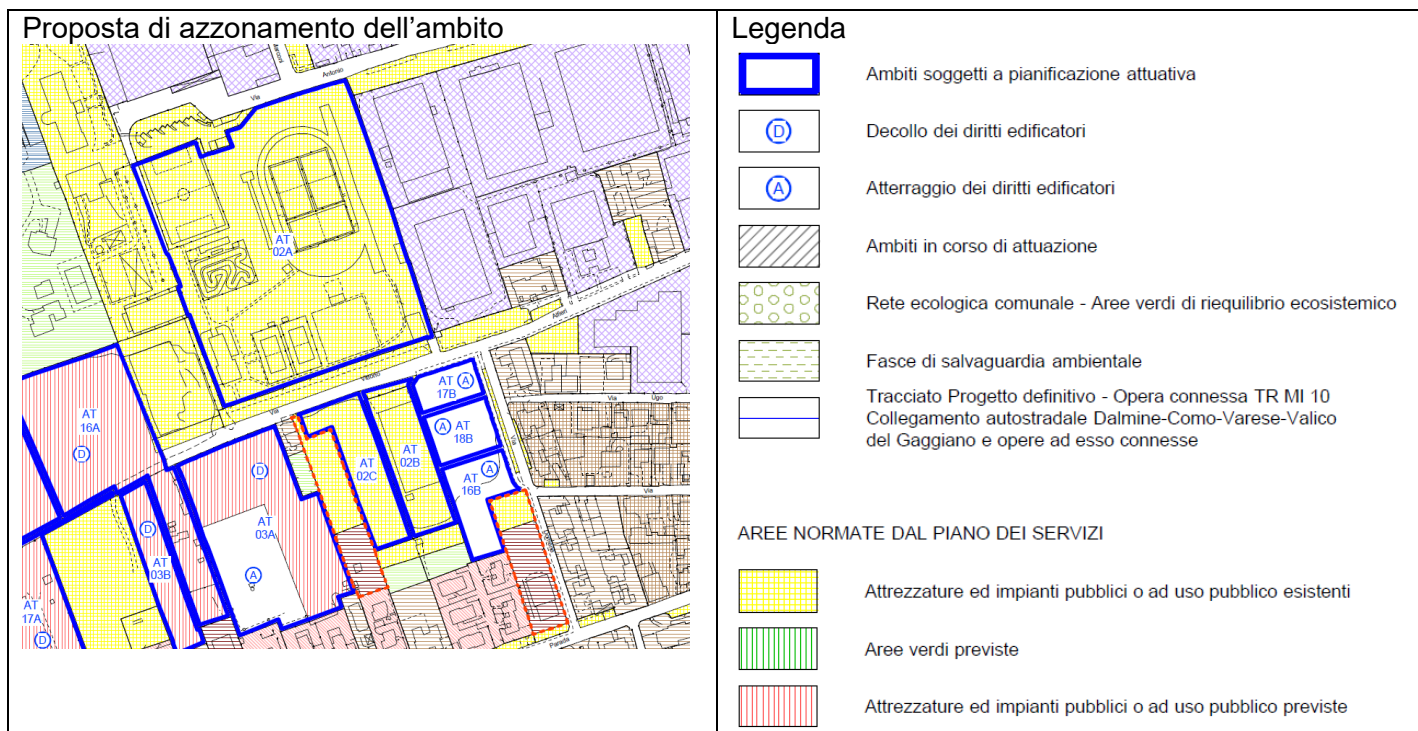 Proposta di azzonamento dell'ambito
Marconi
Via
Antonio
AT
02A
Via
Vittorio
Alfieri
AT
17B
A
Via
Ugo
AT
16A
D
A
AT
18B
AT
02B
AT
02C
A
AT
16B
Via
Via
D
AT
03A
D
AT
03B
A
AT
17A
D
Parada
Legenda
Ambiti soggetti a pianificazione attuativa
D
Decollo dei diritti edificatori
A
Atterraggio dei diritti edificatori
Ambiti in corso di attuazione
Rete ecologica comunale - Aree verdi di riequilibrio ecosistemico
Fasce di salvaguardia ambientale
Tracciato Progetto definitivo - Opera connessa TR MI 10
Collegamento autostradale Dalmine-Como-Varese-Valico
del Gaggiano e opere ad esso connesse
AREE NORMATE DAL PIANO DEI SERVIZI
Attrezzature ed impianti pubblici o ad uso pubblico esistenti
Aree verdi previste
Attrezzature ed impianti pubblici o ad uso pubblico previste